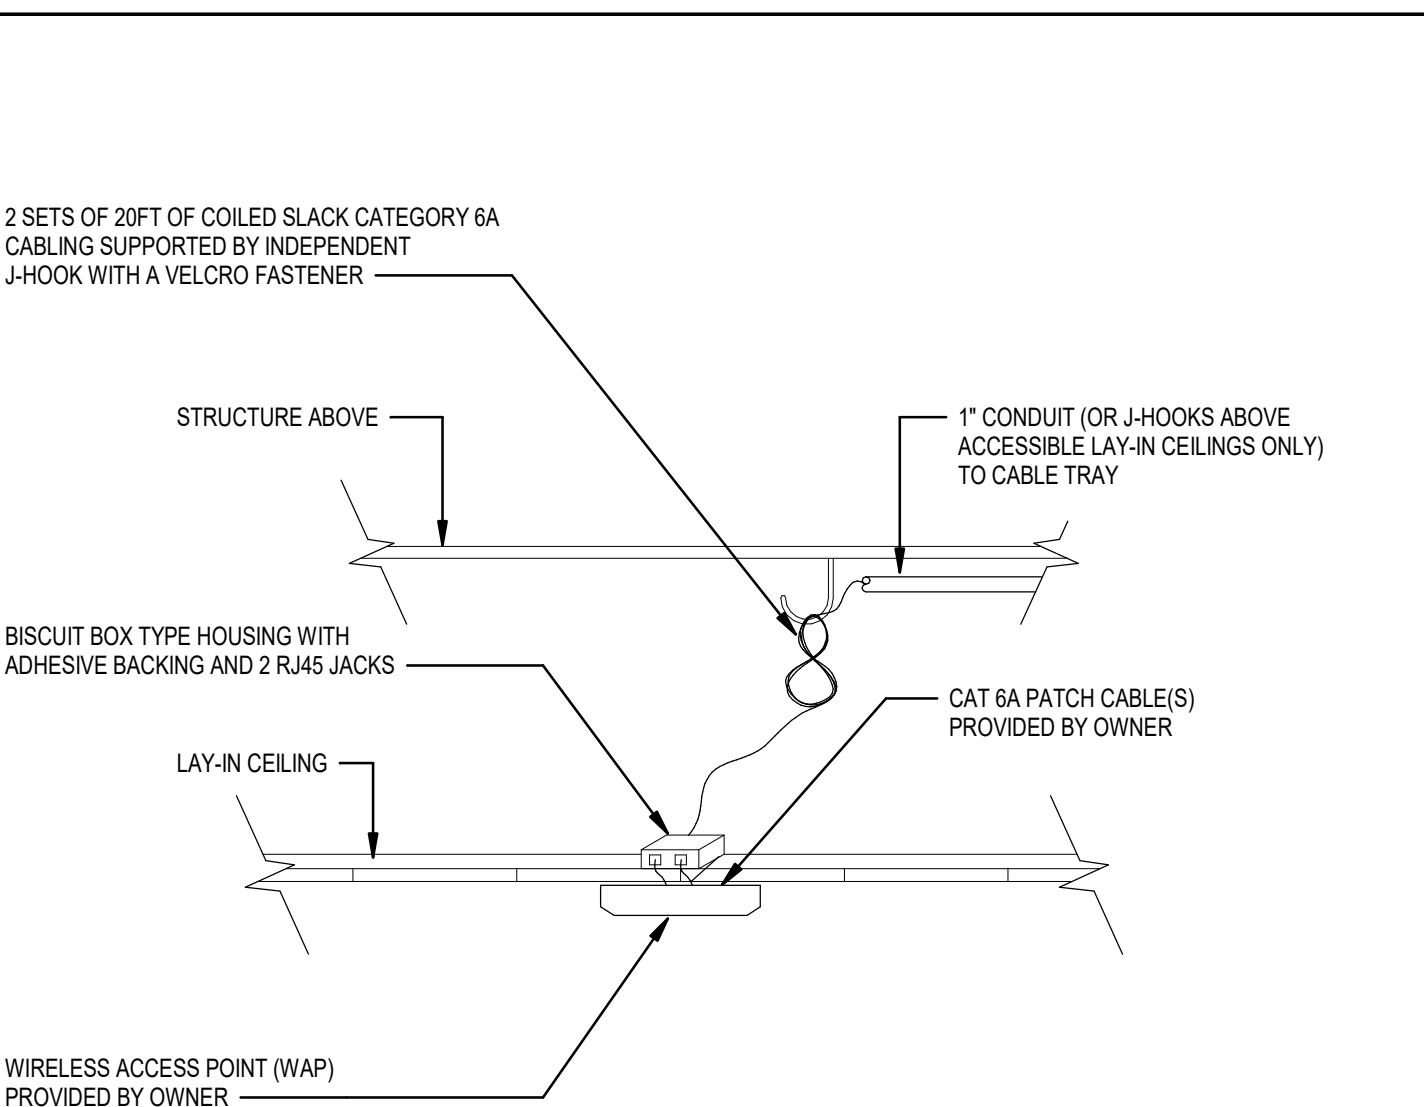 2 SETS OF 20FT OF COILED SLACK CATEGORY 6A
CABLING SUPPORTED BY INDEPENDENT
J-HOOK WITH A VELCRO FASTENER
STRUCTURE ABOVE
1" CONDUIT (OR J-HOOKS ABOVE
ACCESSIBLE LAY-IN CEILINGS ONLY)
TO CABLE TRAY
BISCUIT BOX TYPE HOUSING WITH
ADHESIVE BACKING AND 2 RJ45 JACKS
CAT 6A PATCH CABLE(S)
PROVIDED BY OWNER
LAY-IN CEILING
WIRELESS ACCESS POINT (WAP)
PROVIDED BY OWNER